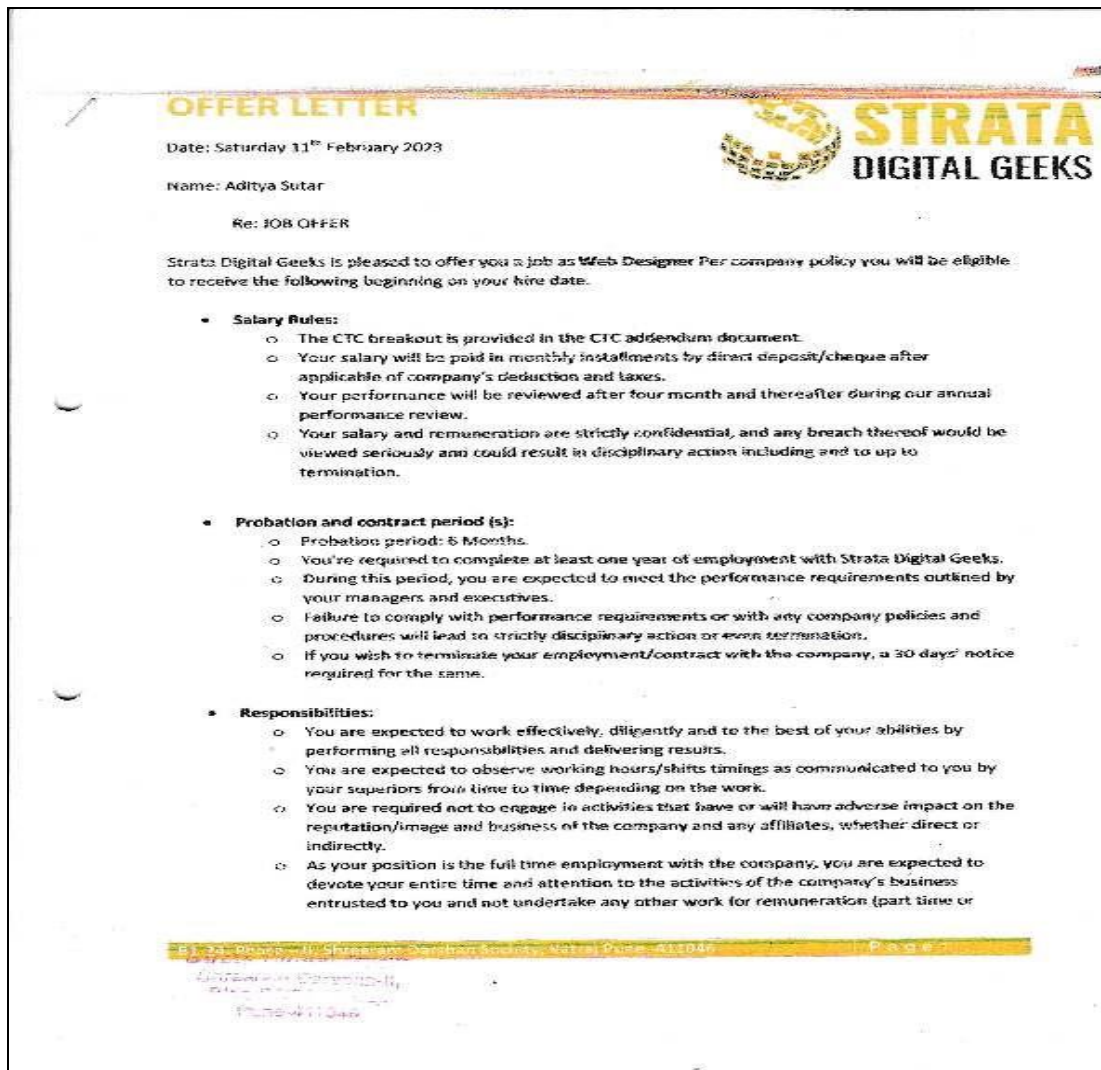 OFFER LETTER
STRATA
DIGITAL GEEKS
Date: Saturday 11th February 2023
Name: Aditya Sutar
Re: JOB OFFER
Strata Digital Geeks is pleased to offer you a job as Web Designer Per company policy you will be eligible
to receive the following beginning on your hire date.
• Salary Rules:
o The CTC breakout is provided in the CTC addendum document.
o Your salary will be paid in monthly installments by direct deposit/cheque after
applicable of company's deduction and taxes.
o Your performance will be reviewed after four month and thereafter during our annual
performance review.
o Your salary and remuneration are strictly confidential, and any breach thereof would be
viewed seriously and could result in disciplinary action including and to up to
termination.
• Probation and contract period (s):
o Probation period: 6 Months.
o You're required to complete at least one year of employment with Strata Digital Geeks.
o During this period, you are expected to meet the performance requirements outlined by
your managers and executives.
o Failure to comply with performance requirements or with any company policies and
procedures will lead to strictly disciplinary action or even termination.
o If you wish to terminate your employment/contract with the company, a 30 days' notice
required for the same.
• Responsibilities:
o You are expected to work effectively, diligently and to the best of your abilities by
performing all responsibilities and delivering results.
o You are expected to observe working hours/shifts timings as communicated to you by
your superiors from time to time depending on the work.
o You are required not to engage in activities that have or will have adverse impact on the
reputation/image and business of the company and any affiliates, whether direct or
indirectly.
o As your position is the full time employment with the company, you are expected to
devote your entire time and attention to the activities of the company's business
entrusted to you and not undertake any other work for remuneration (part time or
Shreeram Darshan Society, Pune 411046 Page
Pune-411046